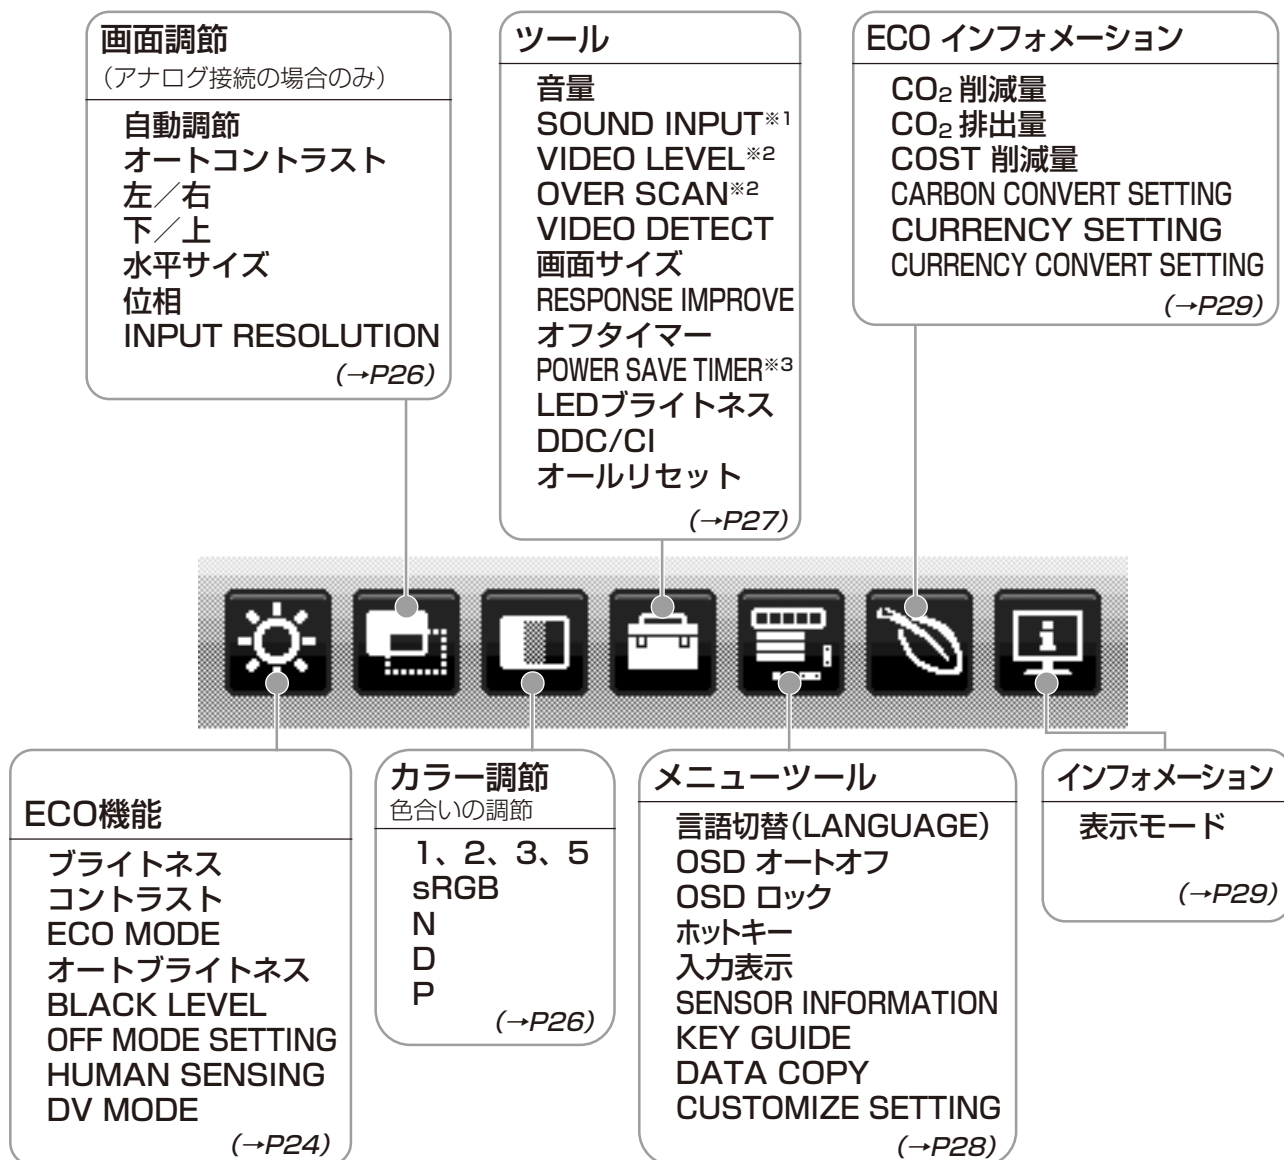 画面調節
（アナログ接続の場合のみ）
自動調節
オートコントラスト
左／右
下／上
水平サイズ
位相
INPUT RESOLUTION
(→P26)
ツール
音量
SOUND INPUT※1
VIDEO LEVEL※2
OVER SCAN※2
VIDEO DETECT
画面サイズ
RESPONSE IMPROVE
オフタイマー
POWER SAVE TIMER※3
LEDブライトネス
DDC/CI
オールリセット
(→P27)
ECO インフォメーション
CO₂ 削減量
CO₂ 排出量
COST 削減量
CARBON CONVERT SETTING
CURRENCY SETTING
CURRENCY CONVERT SETTING
(→P29)
ECO機能
ブライトネス
コントラスト
ECO MODE
オートブライトネス
BLACK LEVEL
OFF MODE SETTING
HUMAN SENSING
DV MODE
(→P24)
カラー調節
色合いの調節
1、2、3、5
sRGB
N
D
P
(→P26)
メニューツール
言語切替(LANGUAGE)
OSD オートオフ
OSD ロック
ホットキー
入力表示
SENSOR INFORMATION
KEY GUIDE
DATA COPY
CUSTOMIZE SETTING
(→P28)
インフォメーション
表示モード
(→P29)